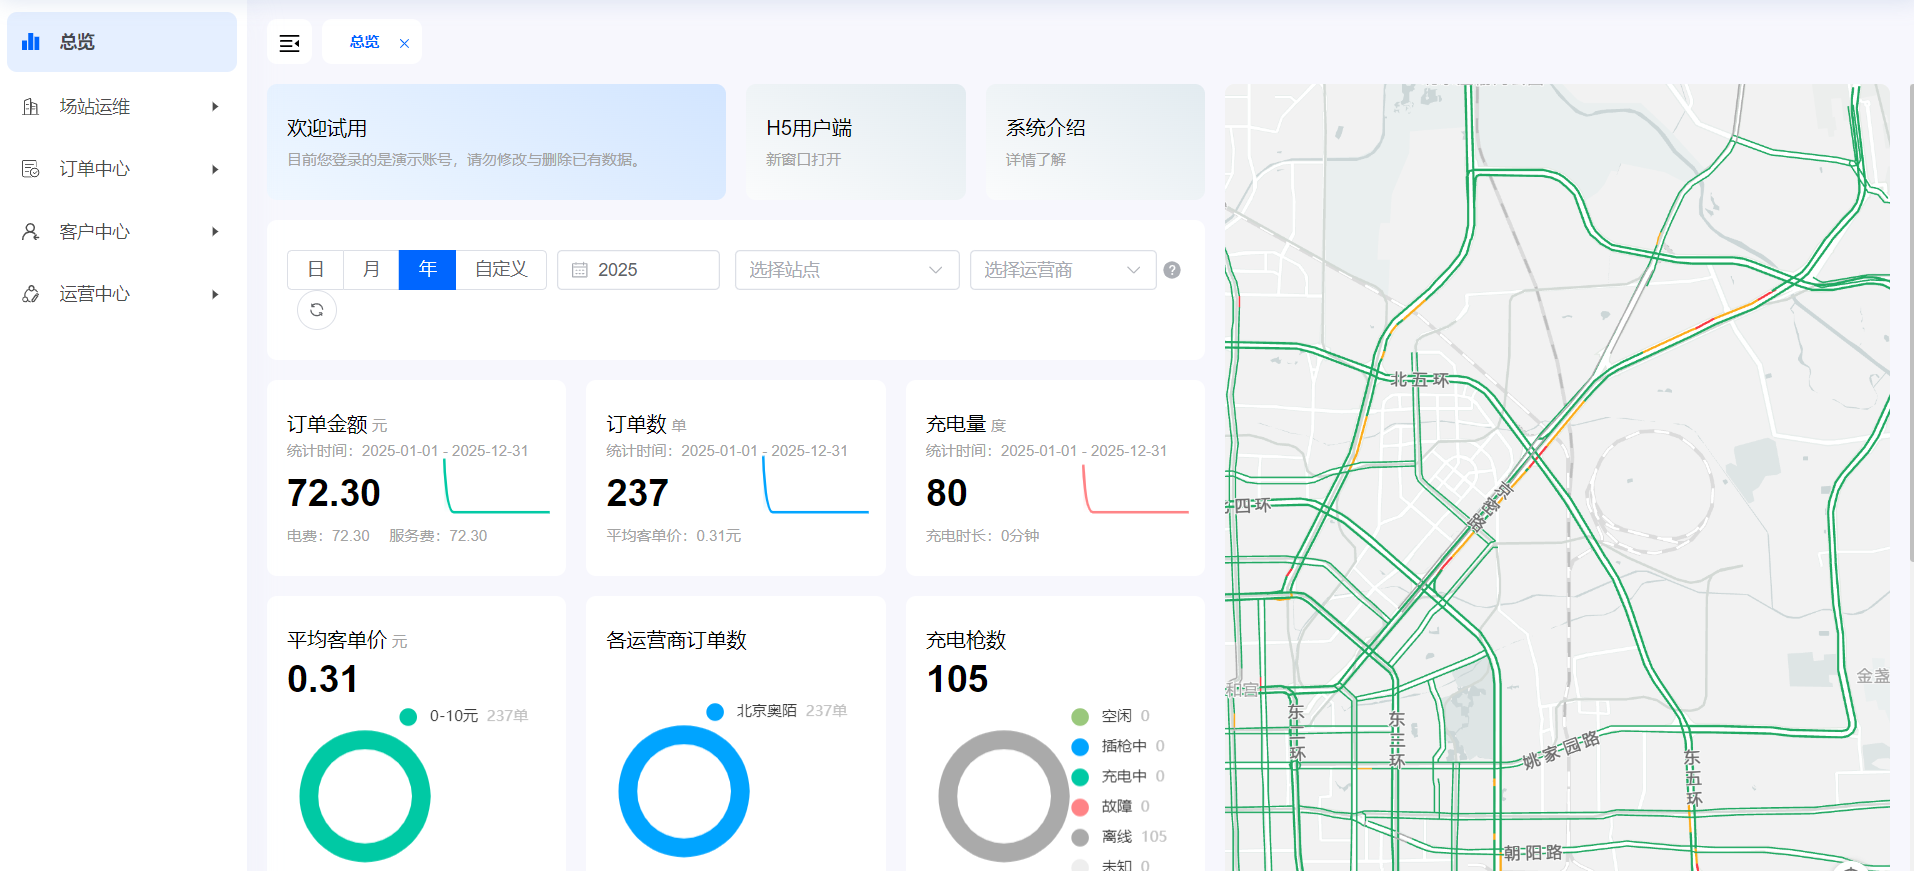 总览
场站运维
订单中心
客户中心
运营中心
总览
欢迎试用
目前您登录的是演示账号，请勿修改与删除已有数据。
H5用户端
新窗口打开
系统介绍
详情了解
日 月 年 自定义 2025 选择站点 选择运营商 ?
订单金额 元
统计时间：2025-01-01 - 2025-12-31
72.30
电费：72.30 服务费：72.30
订单数 单
统计时间：2025-01-01 - 2025-12-31
237
平均客单价：0.31元
充电量 度
统计时间：2025-01-01 - 2025-12-31
80
充电时长：0分钟
平均客单价 元
0.31
0-10元 237单
各运营商订单数
北京奥陌 237单
充电枪数
105
空闲 0
插枪中 0
充电中 0
故障 0
离线 105
未知 0
北五环
四环
京密路
和宫
东二环
东三环
姚家园路
东五环
金盏
朝阳路